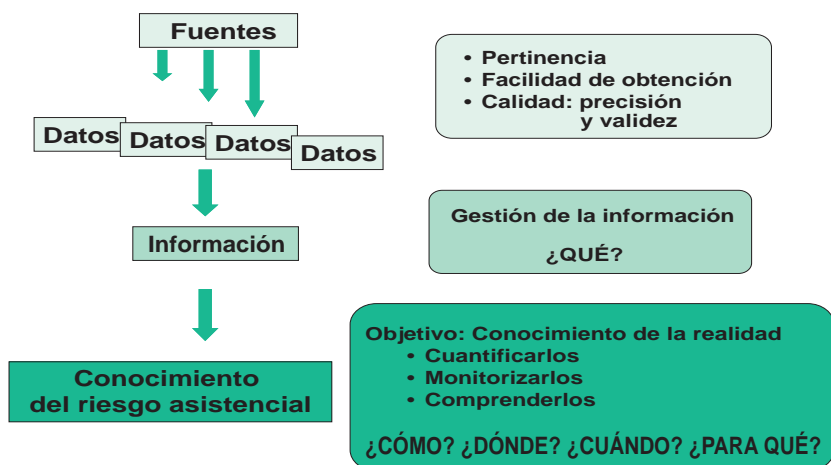 Fuentes
Datos
Datos
Datos
Datos
Información
Conocimiento
del riesgo asistencial
• Pertinencia
• Facilidad de obtención
• Calidad: precisión
y validez
Gestión de la información
¿QUÉ?
Objetivo: Conocimiento de la realidad
• Cuantificarlos
• Monitorizarlos
• Comprenderlos
¿CÓMO? ¿DÓNDE? ¿CUÁNDO? ¿PARA QUÉ?